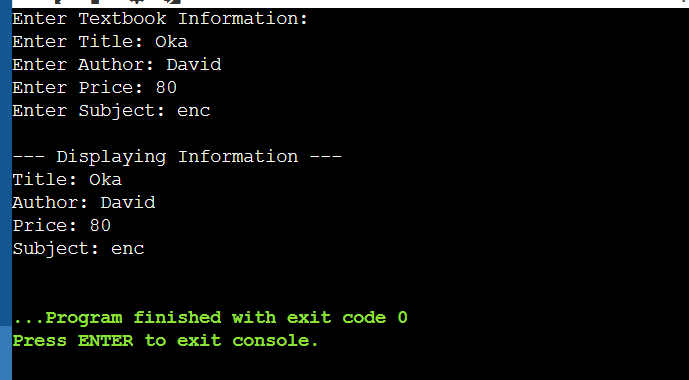 Enter Textbook Information:
Enter Title: Oka
Enter Author: David
Enter Price: 80
Enter Subject: enc
--- Displaying Information ---
Title: Oka
Author: David
Price: 80
Subject: enc
...Program finished with exit code 0
Press ENTER to exit console.